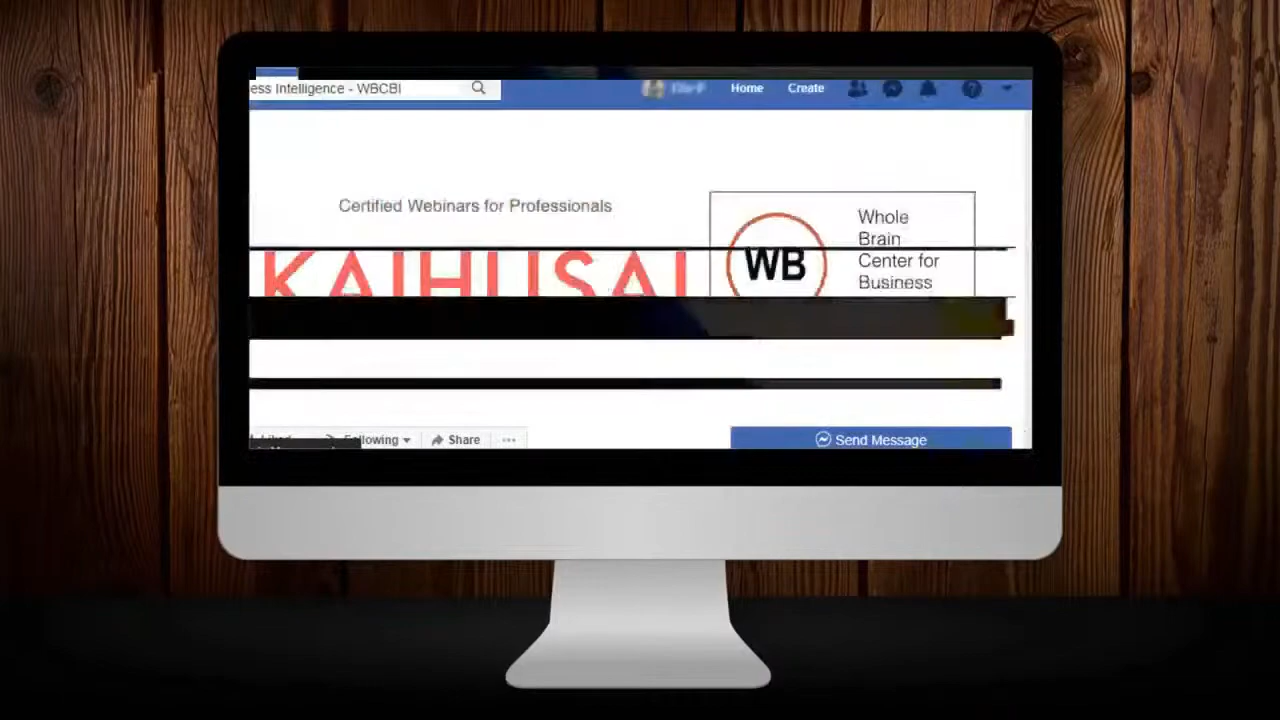 ess Intelligence - WBCBI
Home
Create
Certified Webinars for Professionals
Whole
Brain
Center for
Business
WB
KAIHUSAI
Following
Share
Send Message